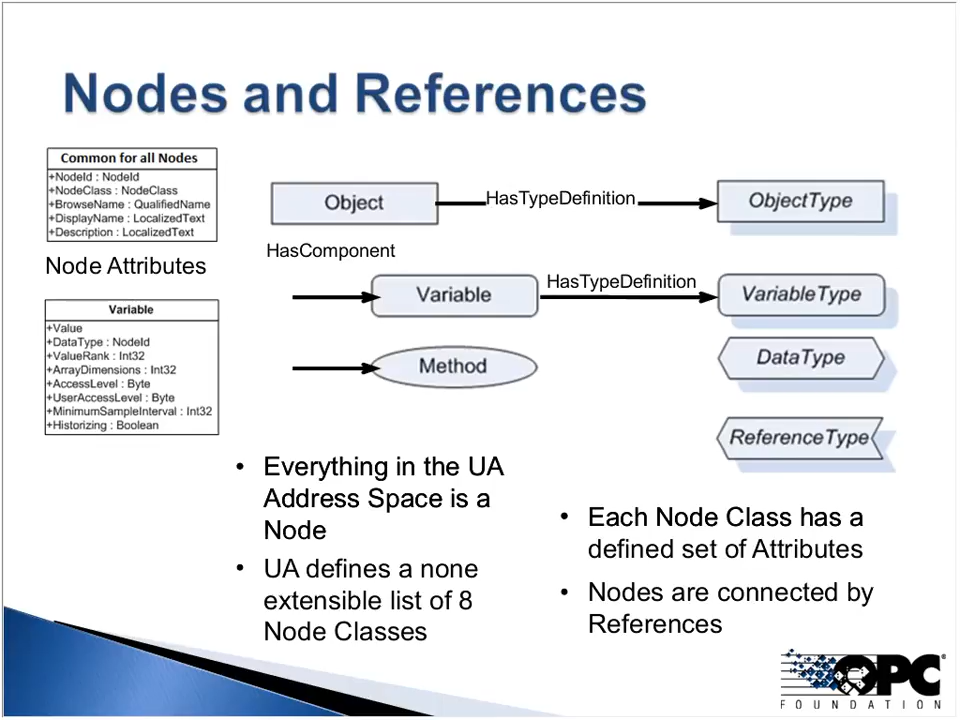 Nodes and References
Common for all Nodes
+NodeId : NodeId
+NodeClass : NodeClass
+BrowseName : QualifiedName
+DisplayName : LocalizedText
+Description : LocalizedText
Node Attributes
Variable
+Value
+DataType : NodeId
+ValueRank : Int32
+ArrayDimensions : Int32
+AccessLevel : Byte
+UserAccessLevel : Byte
+MinimumSampleInterval : Int32
+Historizing : Boolean
Object
HasTypeDefinition
ObjectType
HasComponent
Variable
HasTypeDefinition
VariableType
Method
DataType
ReferenceType
• Everything in the UA
Address Space is a
Node
• UA defines a none
extensible list of 8
Node Classes
• Each Node Class has a
defined set of Attributes
• Nodes are connected by
References
OPC®
FOUNDATION